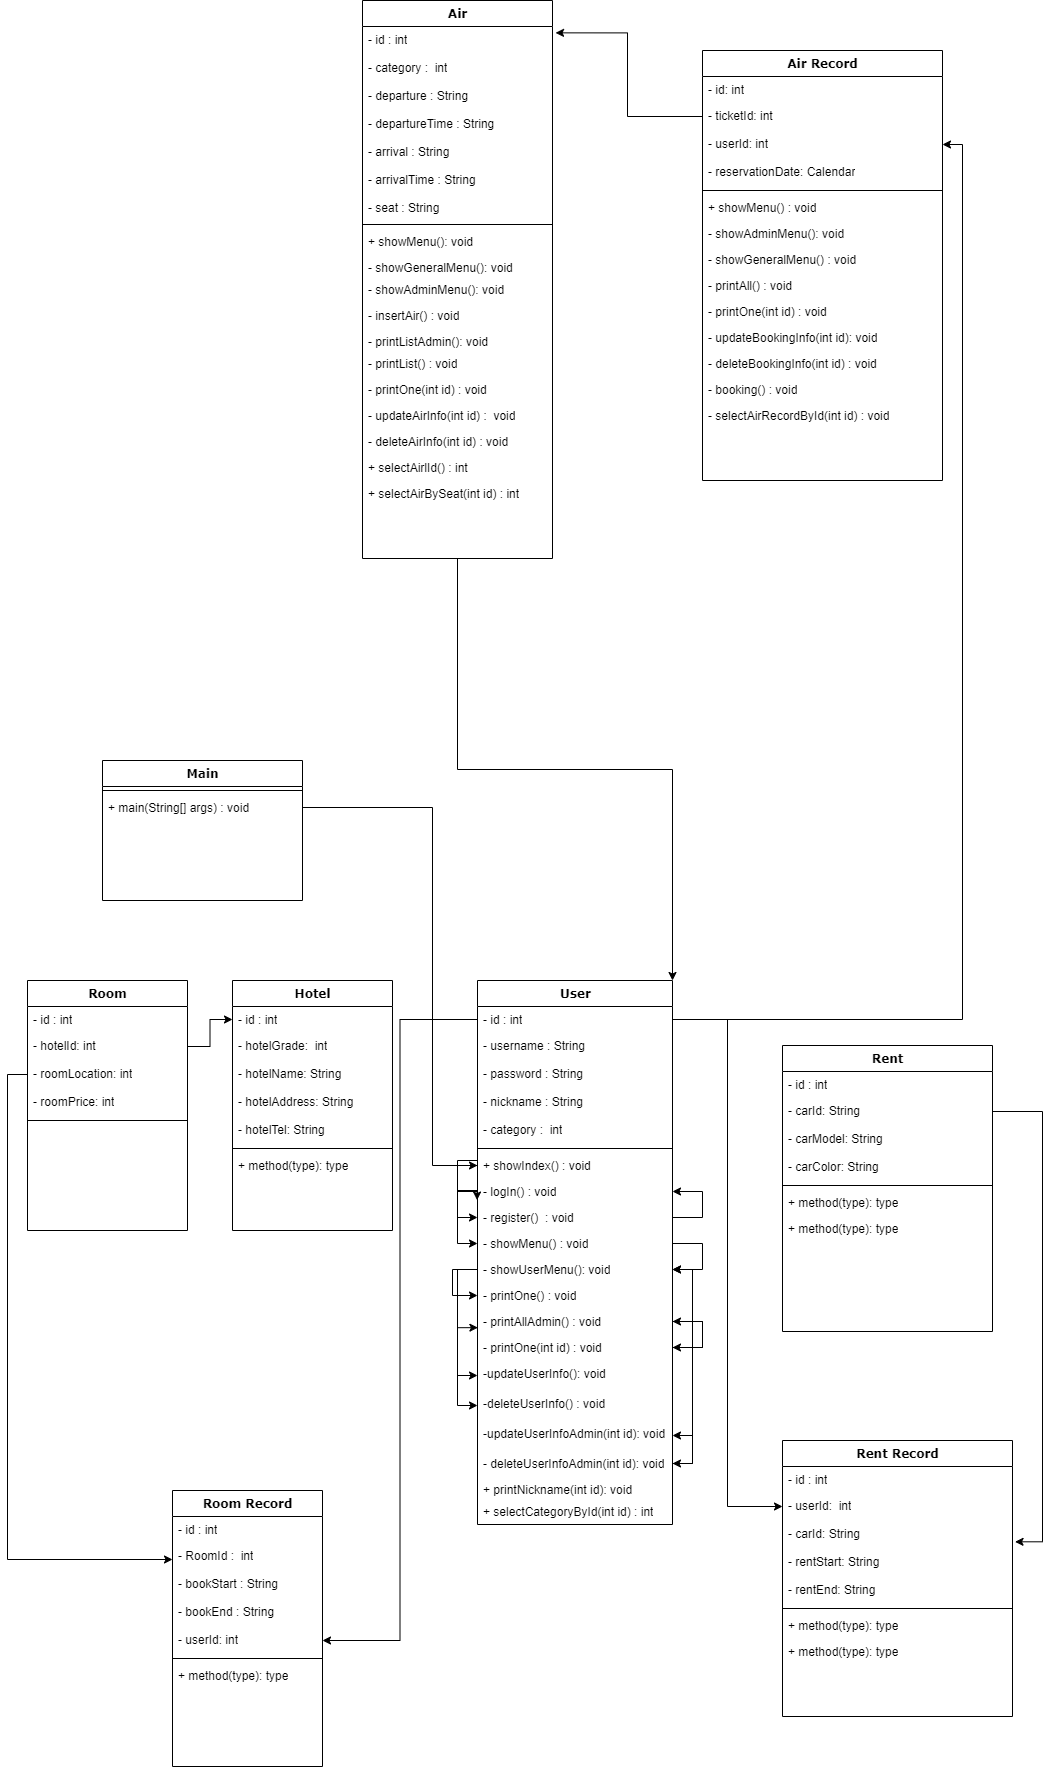 Air
- id : int
- category :  int
- departure : String
- departureTime : String
- arrival : String
- arrivalTime : String
- seat : String
+ showMenu(): void
- showGeneralMenu(): void
- showAdminMenu(): void
- insertAir() : void
- printListAdmin(): void
- printList() : void
- printOne(int id) : void
- updateAirInfo(int id) :  void
- deleteAirInfo(int id) : void
+ selectAirlId() : int
+ selectAirBySeat(int id) : int
Air Record
- id: int
- ticketId: int
- userId: int
- reservationDate: Calendar
+ showMenu() : void
- showAdminMenu(): void
- showGeneralMenu() : void
- printAll() : void
- printOne(int id) : void
- updateBookingInfo(int id): void
- deleteBookingInfo(int id) : void
- booking() : void
- selectAirRecordById(int id) : void
Main
+ main(String[] args) : void
Room
- id : int
- hotelId: int
- roomLocation: int
- roomPrice: int
Hotel
- id : int
- hotelGrade:  int
- hotelName: String
- hotelAddress: String
- hotelTel: String
+ method(type): type
User
- id : int
- username : String
- password : String
- nickname : String
- category :  int
+ showIndex() : void
- logIn() : void
- register()  : void
- showMenu() : void
- showUserMenu(): void
- printOne() : void
- printAllAdmin() : void
- printOne(int id) : void
-updateUserInfo(): void
-deleteUserInfo() : void
-updateUserInfoAdmin(int id): void
- deleteUserInfoAdmin(int id): void
+ printNickname(int id): void
+ selectCategoryById(int id) : int
Rent
- id : int
- carId: String
- carModel: String
- carColor: String
+ method(type): type
+ method(type): type
Rent Record
- id : int
- userId:  int
- carId: String
- rentStart: String
- rentEnd: String
+ method(type): type
+ method(type): type
Room Record
- id : int
- RoomId :  int
- bookStart : String
- bookEnd : String
- userId: int
+ method(type): type